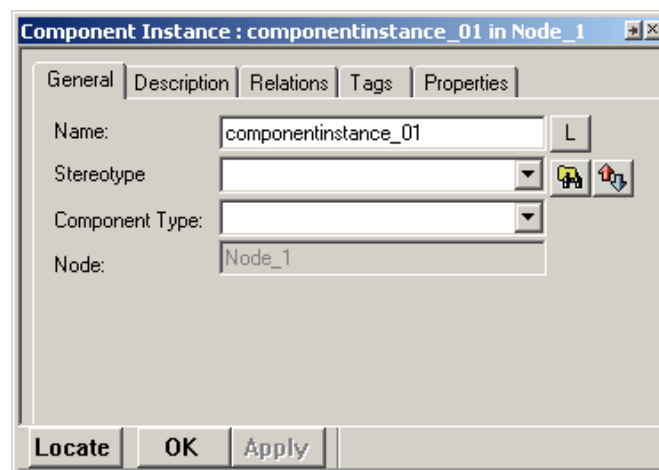 Component Instance : componentinstance_01 in Node_1
General Description Relations Tags Properties
Name: componentinstance_01 L
Stereotype
Component Type:
Node: Node_1
Locate OK Apply